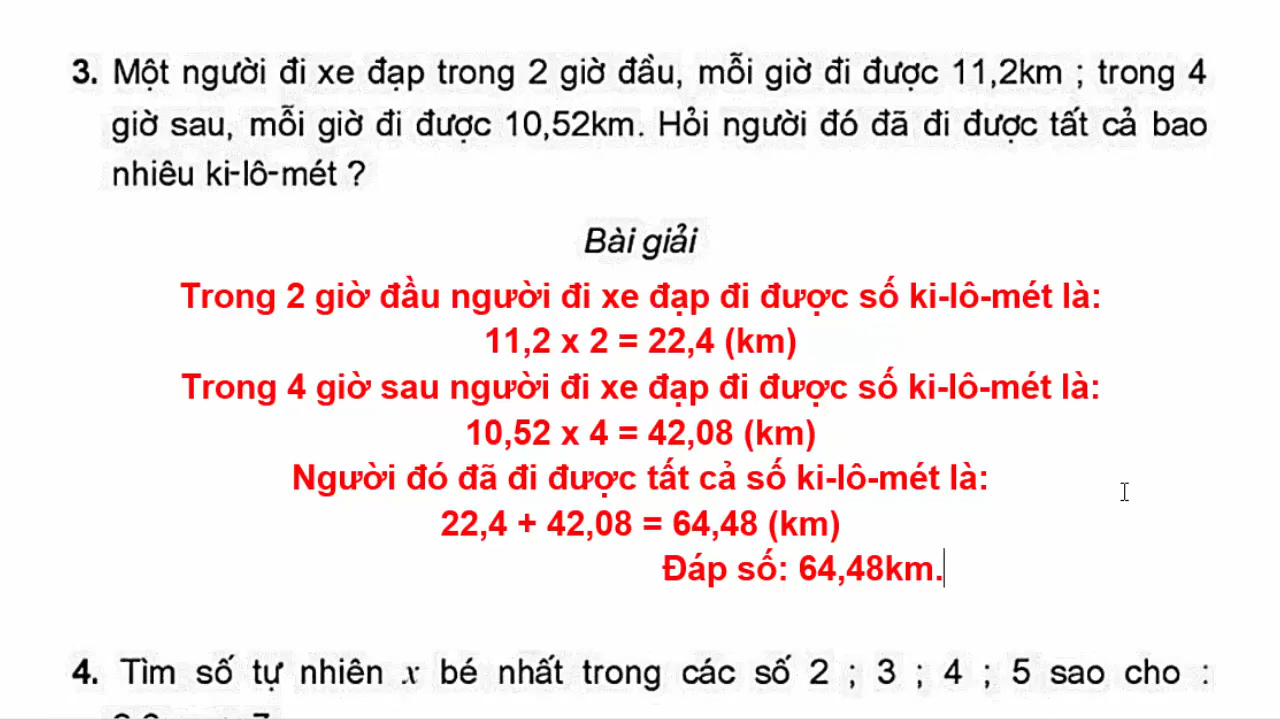 3. Một người đi xe đạp trong 2 giờ đầu, mỗi giờ đi được 11,2km ; trong 4
giờ sau, mỗi giờ đi được 10,52km. Hỏi người đó đã đi được tất cả bao
nhiêu ki-lô-mét ?
Bài giải
Trong 2 giờ đầu người đi xe đạp đi được số ki-lô-mét là:
11,2 x 2 = 22,4 (km)
Trong 4 giờ sau người đi xe đạp đi được số ki-lô-mét là:
10,52 x 4 = 42,08 (km)
Người đó đã đi được tất cả số ki-lô-mét là:
22,4 + 42,08 = 64,48 (km)
Đáp số: 64,48km.
4. Tìm số tự nhiên x bé nhất trong các số 2 ; 3 ; 4 ; 5 sao cho :